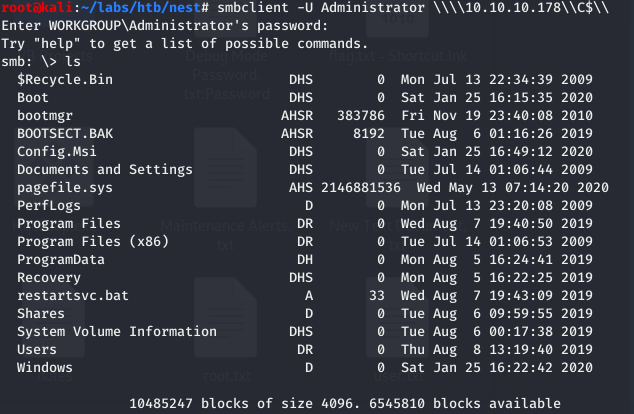 root@kali:~/labs/htb/nest# smbclient -U Administrator \\\\10.10.10.178\\C$\\
Enter WORKGROUP\Administrator's password:
Try "help" to get a list of possible commands.
smb: \> ls
$Recycle.Bin DHS 0 Mon Jul 13 22:34:39 2009
Boot DHS 0 Sat Jan 25 16:15:35 2020
bootmgr AHSR 383786 Fri Nov 19 23:40:08 2010
BOOTSECT.BAK AHSR 8192 Tue Aug 6 01:16:26 2019
Config.Msi DHS 0 Sat Jan 25 16:49:12 2020
Documents and Settings DHS 0 Tue Jul 14 01:06:44 2009
pagefile.sys AHS 2146881536 Wed May 13 07:14:20 2020
PerfLogs D 0 Mon Jul 13 23:20:08 2009
Program Files DR 0 Wed Aug 7 19:40:50 2019
Program Files (x86) DR 0 Tue Jul 14 01:06:53 2009
ProgramData DH 0 Mon Aug 5 16:24:41 2019
Recovery DHS 0 Mon Aug 5 16:22:25 2019
restartsvc.bat A 33 Wed Aug 7 19:43:09 2019
Shares D 0 Tue Aug 6 09:59:55 2019
System Volume Information DHS 0 Tue Aug 6 00:17:38 2019
Users DR 0 Thu Aug 8 13:19:40 2019
Windows D 0 Sat Jan 25 16:22:42 2020
10485247 blocks of size 4096. 6545810 blocks available